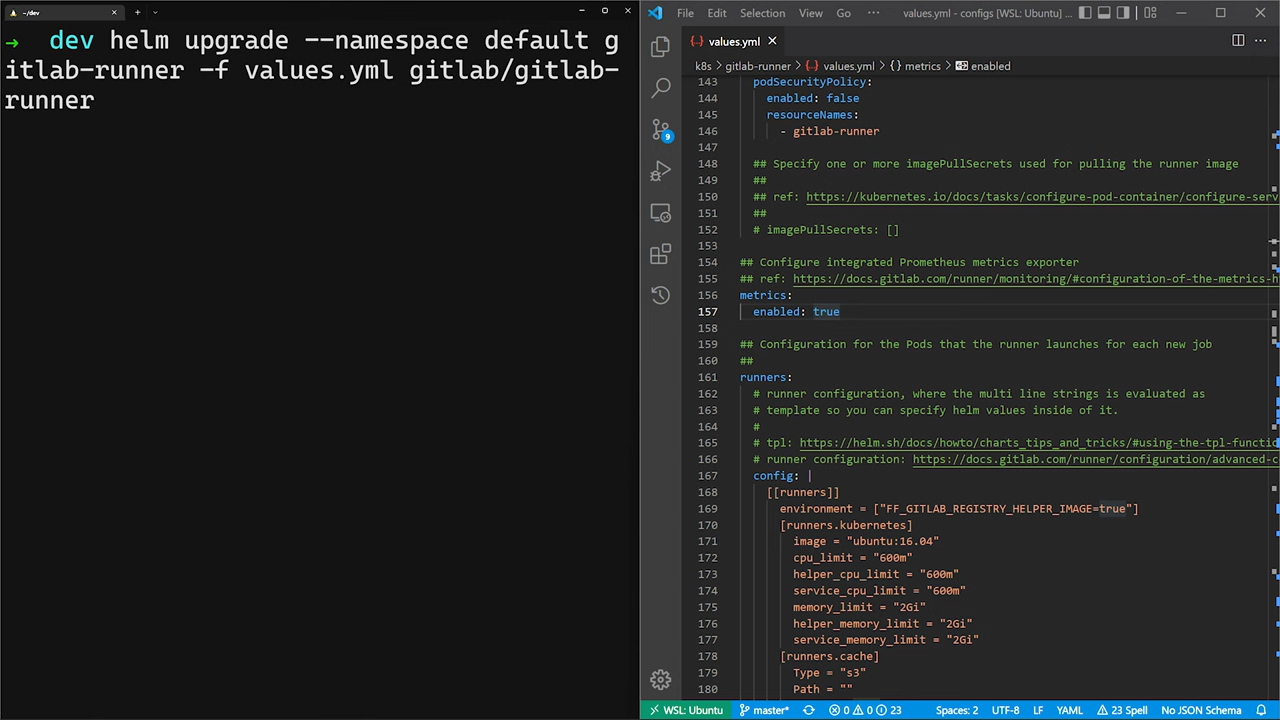 ~/dev
→ dev helm upgrade --namespace default g
itlab-runner -f values.yml gitlab/gitlab-
runner
File Edit Selection View Go ··· values.yml - configs [WSL: Ubuntu] ...
values.yml
k8s > gitlab-runner > values.yml > {} metrics > enabled
143 podSecurityPolicy:
144 enabled: false
145 resourceNames:
146 - gitlab-runner
147
148 ## Specify one or more imagePullSecrets used for pulling the runner image
149 ##
150 ## ref: https://kubernetes.io/docs/tasks/configure-pod-container/configure-serv
151 ##
152 # imagePullSecrets: []
153
154 ## Configure integrated Prometheus metrics exporter
155 ## ref: https://docs.gitlab.com/runner/monitoring/#configuration-of-the-metrics-h
156 metrics:
157 enabled: true
158
159 ## Configuration for the Pods that the runner launches for each new job
160 ##
161 runners:
162 # runner configuration, where the multi line strings is evaluated as
163 # template so you can specify helm values inside of it.
164 #
165 # tpl: https://helm.sh/docs/howto/charts_tips_and_tricks/#using-the-tpl-functio
166 # runner configuration: https://docs.gitlab.com/runner/configuration/advanced-c
167 config: |
168 [[runners]]
169 environment = ["FF_GITLAB_REGISTRY_HELPER_IMAGE=true"]
170 [runners.kubernetes]
171 image = "ubuntu:16.04"
172 cpu_limit = "600m"
173 helper_cpu_limit = "600m"
174 service_cpu_limit = "600m"
175 memory_limit = "2Gi"
176 helper_memory_limit = "2Gi"
177 service_memory_limit = "2Gi"
178 [runners.cache]
179 Type = "s3"
180 Path = ""
9
WSL: Ubuntu master* 0 0 23 Spaces: 2 UTF-8 LF YAML 23 Spell No JSON Schema